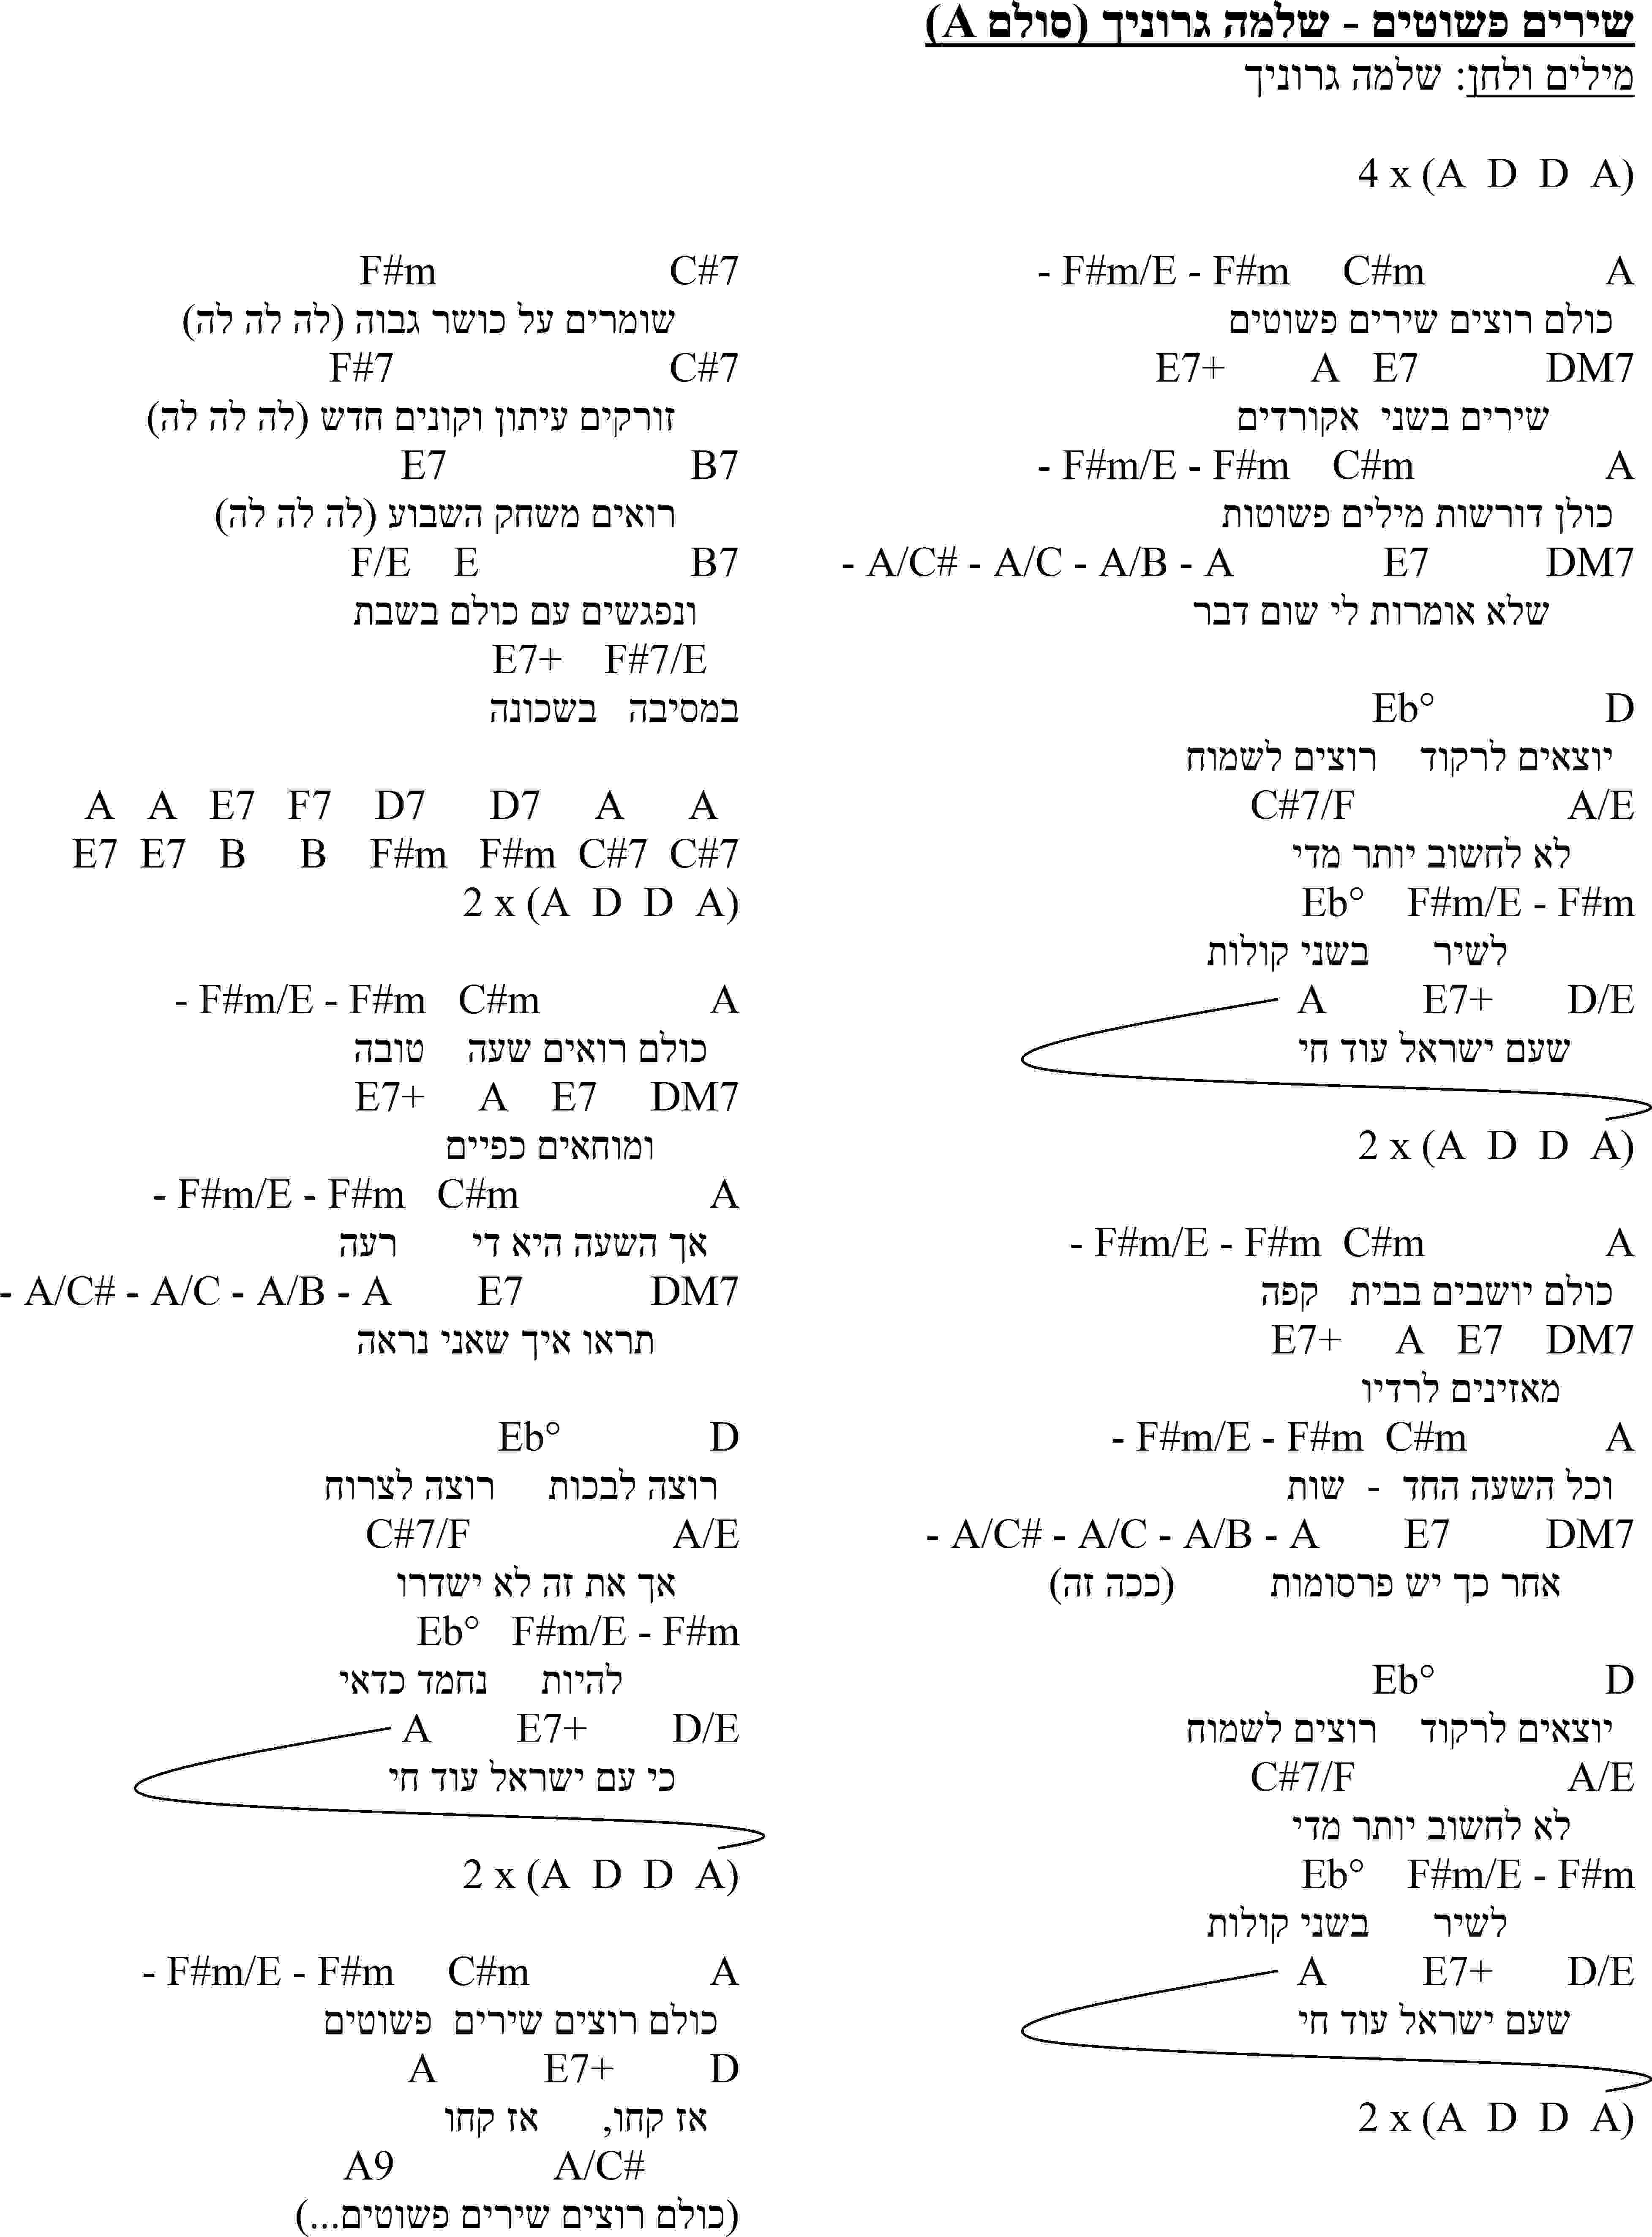 שירים פשוטים - שלמה גרוניך (סולם A)
מילים ולחן: שלמה גרוניך
4 x (A D D A)
- F#m/E - F#m C#m A
כולם רוצים שירים פשוטים
E7+ A E7 DM7
שירים בשני אקורדים
- F#m/E - F#m C#m A
כולן דורשות מילים פשוטות
- A/C# - A/C - A/B - A E7 DM7
שלא אומרות לי שום דבר
Eb° D
יוצאים לרקוד רוצים לשמוח
C#7/F A/E
לא לחשוב יותר מדי
Eb° F#m/E - F#m
לשיר בשני קולות
A E7+ D/E
שעם ישראל עוד חי
2 x (A D D A)
- F#m/E - F#m C#m A
כולם יושבים בבית קפה
E7+ A E7 DM7
מאזינים לרדיו
- F#m/E - F#m C#m A
וכל השעה החד - שות
- A/C# - A/C - A/B - A E7 DM7
אחר כך יש פרסומות (ככה זה)
Eb° D
יוצאים לרקוד רוצים לשמוח
C#7/F A/E
לא לחשוב יותר מדי
Eb° F#m/E - F#m
לשיר בשני קולות
A E7+ D/E
שעם ישראל עוד חי
2 x (A D D A)
F#m C#7
שומרים על כושר גבוה (לה לה לה)
F#7 C#7
זורקים עיתון וקונים חדש (לה לה לה)
E7 B7
רואים משחק השבוע (לה לה לה)
F/E E B7
ונפגשים עם כולם בשבת
E7+ F#7/E
במסיבה בשכונה
A A E7 F7 D7 D7 A A
E7 E7 B B F#m F#m C#7 C#7
2 x (A D D A)
- F#m/E - F#m C#m A
כולם רואים שעה טובה
E7+ A E7 DM7
ומוחאים כפיים
- F#m/E - F#m C#m A
אך השעה היא די רעה
- A/C# - A/C - A/B - A E7 DM7
תראו איך שאני נראה
Eb° D
רוצה לבכות רוצה לצרוח
C#7/F A/E
אך את זה לא ישדרו
Eb° F#m/E - F#m
להיות נחמד כדאי
A E7+ D/E
כי עם ישראל עוד חי
2 x (A D D A)
- F#m/E - F#m C#m A
כולם רוצים שירים פשוטים
A E7+ D
אז קחו, אז קחו
A9 A/C#
(כולם רוצים שירים פשוטים...)